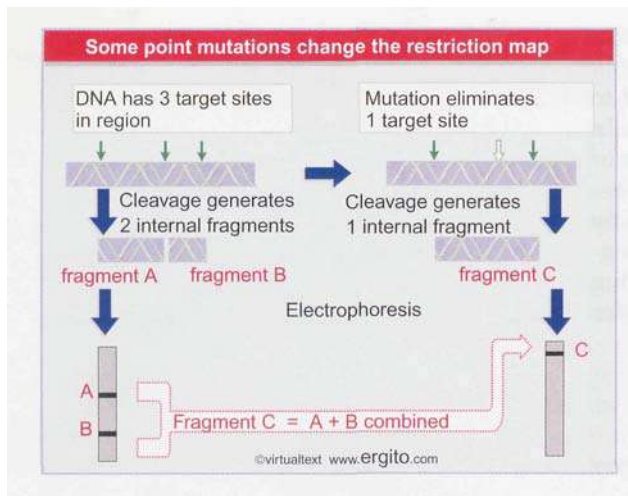 Some point mutations change the restriction map
DNA has 3 target sites
in region
Mutation eliminates
1 target site
Cleavage generates
2 internal fragments
Cleavage generates
1 internal fragment
fragment A
fragment B
fragment C
Electrophoresis
A
B
C
Fragment C = A + B combined
©virtualtext www.ergito.com